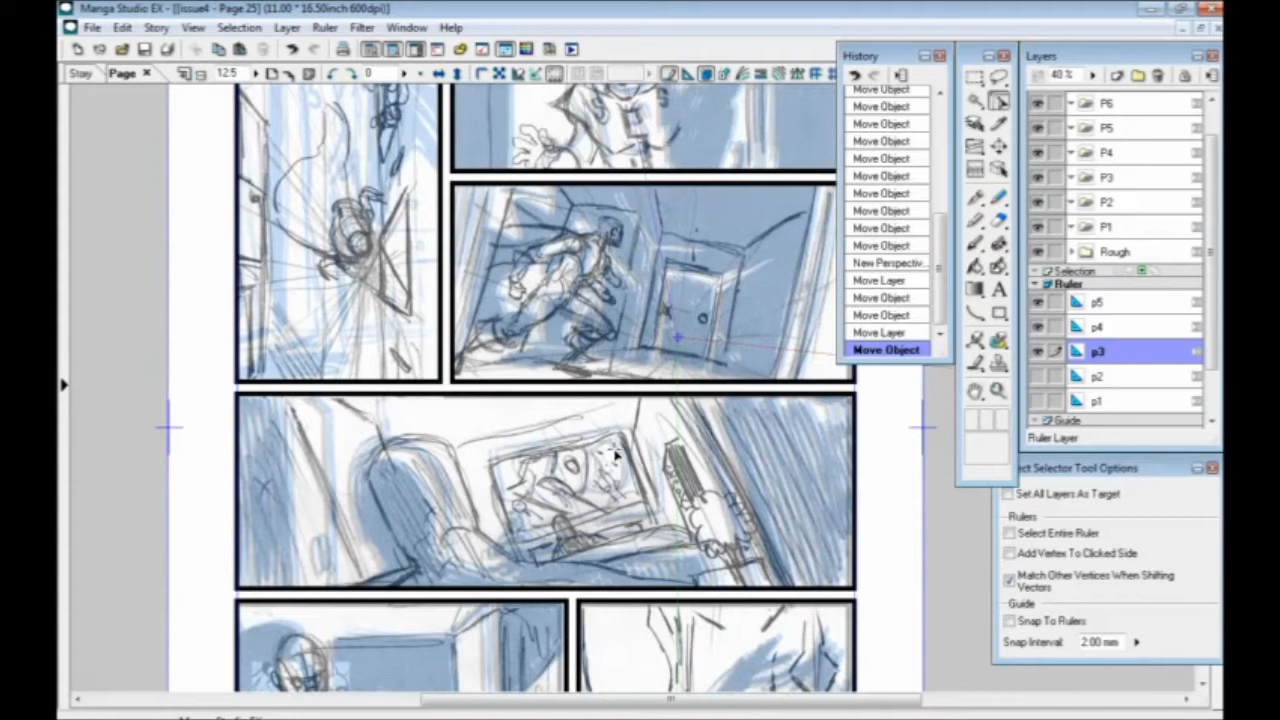 Manga Studio EX - [[issue4 - Page 25] (11.00 * 16.50inch 600dpi)]
File Edit Story View Selection Layer Ruler Filter Window Help
History
Layers
Story Page 12.5 0
40 %
Move Object
Move Object
Move Object
Move Object
Move Object
Move Object
Move Object
Move Object
Move Object
Move Object
New Perspectiv...
Move Layer
Move Object
Move Object
Move Layer
Move Object
P6
P5
P4
P3
P2
P1
Rough
Selection
Ruler
p5
p4
p3
p2
p1
Guide
Ruler Layer
ect Selector Tool Options
Set All Layers As Target
Rulers
Select Entire Ruler
Add Vertex To Clicked Side
Match Other Vertices When Shifting
Vectors
Guide
Snap To Rulers
Snap Interval: 2.00 mm